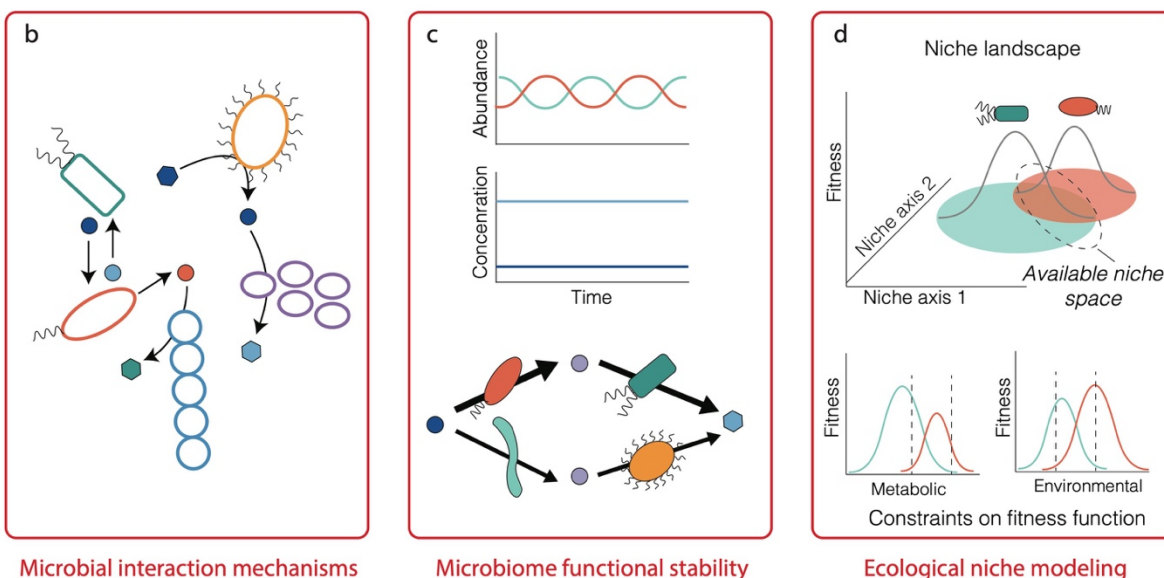 b
c
Abundance
Concenration
Time
d
Niche landscape
Fitness
Niche axis 2
Niche axis 1
Available niche
space
Fitness
Metabolic
Fitness
Environmental
Constraints on fitness function
Microbial interaction mechanisms
Microbiome functional stability
Ecological niche modeling